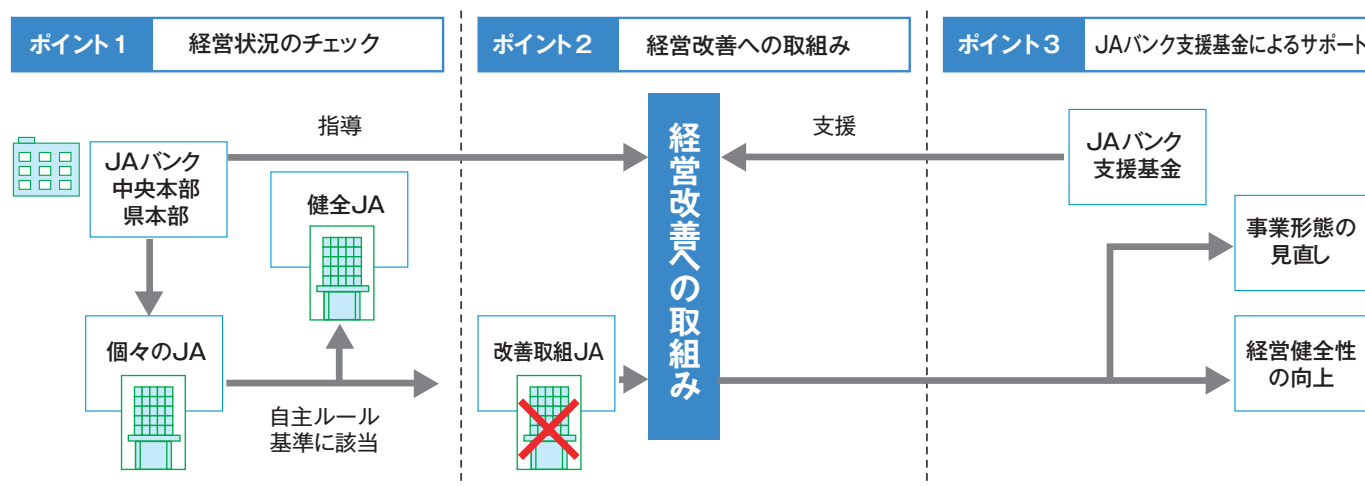 ポイント1
経営状況のチェック
指導
JAバンク
中央本部
県本部
健全JA
個々のJA
自主ルール
基準に該当
ポイント2
経営改善への取組み
経営改善への取組み
改善取組JA
ポイント3
JAバンク支援基金によるサポート
支援
JAバンク
支援基金
事業形態の
見直し
経営健全性
の向上